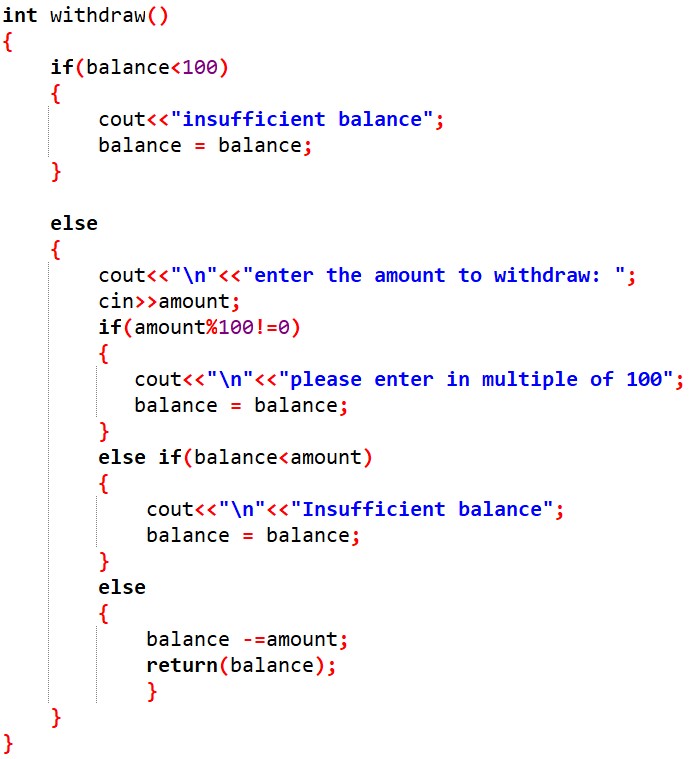 int withdraw()
{
    if(balance<100)
    {
        cout<<"insufficient balance";
        balance = balance;
    }

    else
    {
        cout<<"\n"<<"enter the amount to withdraw: ";
        cin>>amount;
        if(amount%100!=0)
        {
           cout<<"\n"<<"please enter in multiple of 100";
           balance = balance;
        }
        else if(balance<amount)
        {
            cout<<"\n"<<"Insufficient balance";
            balance = balance;
        }
        else
        {
            balance -=amount;
            return(balance);
            }
    }
}